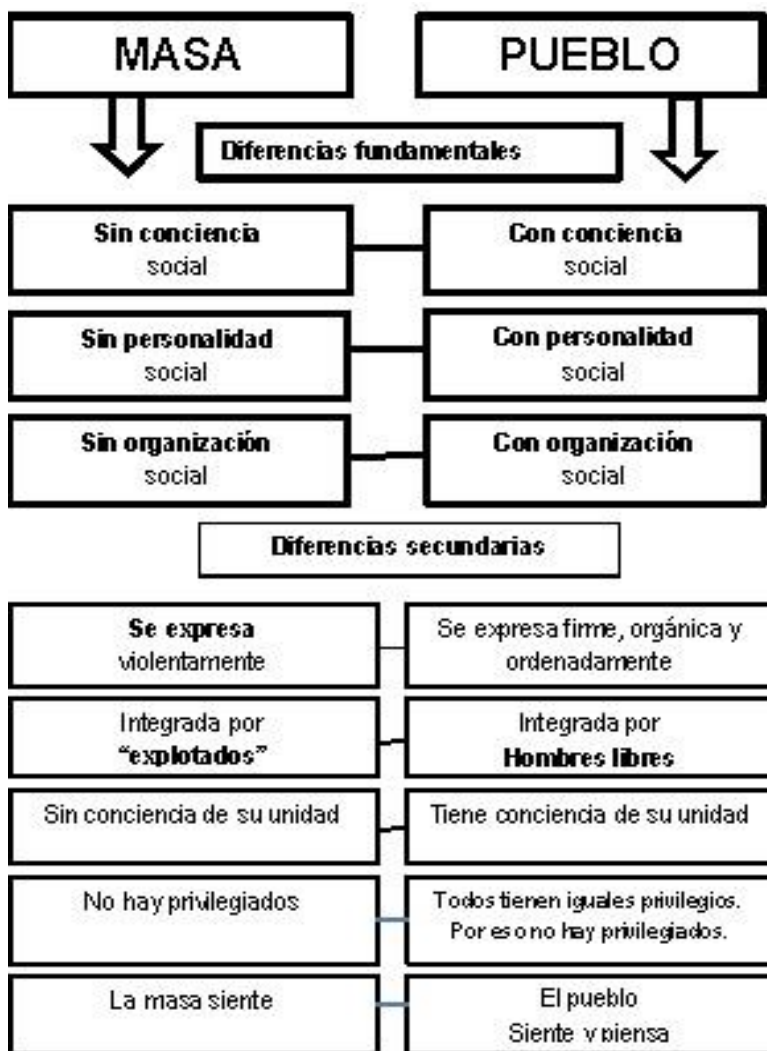 MASA
PUEBLO
Diferencias fundamentales
Sin conciencia
social
Con conciencia
social
Sin personalidad
social
Con personalidad
social
Sin organización
social
Con organización
social
Diferencias secundarias
Se expresa
violentamente
Se expresa firme, orgánica y
ordenadamente
Integrada por
“explotados”
Integrada por
Hombres libres
Sin conciencia de su unidad
Tiene conciencia de su unidad
No hay privilegiados
Todos tienen iguales privilegios.
Por eso no hay privilegiados.
La masa siente
El pueblo
Siente y piensa